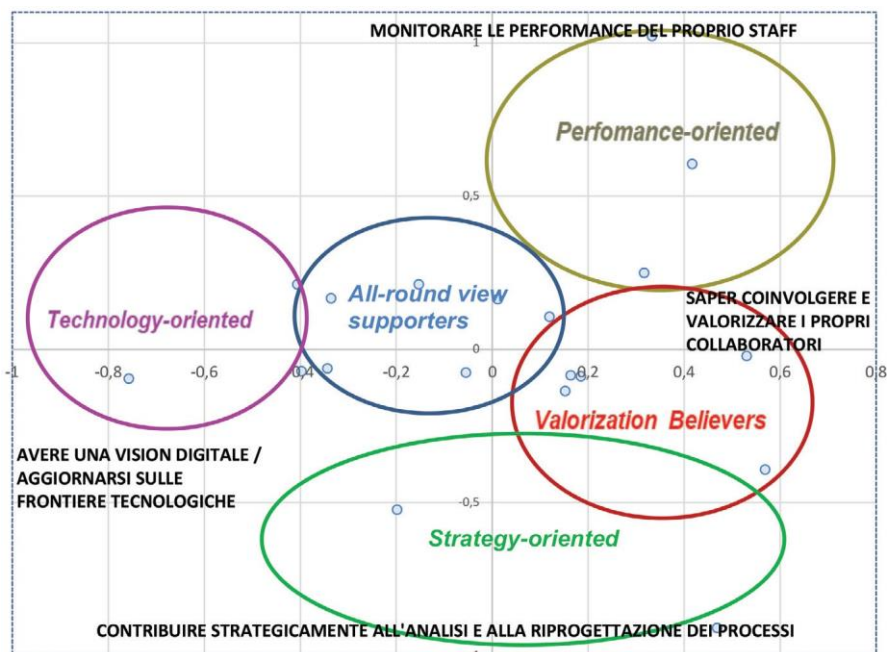 MONITORARE LE PERFORMANCE DEL PROPRIO STAFF
1
Perfomance-oriented
0,5
All-round view
supporters
Technology-oriented
SAPER COINVOLGERE E
VALORIZZARE I PROPRI
COLLABORATORI
0
-1
-0,8
-0,6
-0,4
-0,2
0
0,2
0,4
0,6
0,8
Valorization Believers
AVERE UNA VISION DIGITALE /
AGGIORNARSI SULLE
FRONTIERE TECNOLOGICHE
-0,5
Strategy-oriented
CONTRIBUIRE STRATEGICAMENTE ALL'ANALISI E ALLA RIPROGETTAZIONE DEI PROCESSI